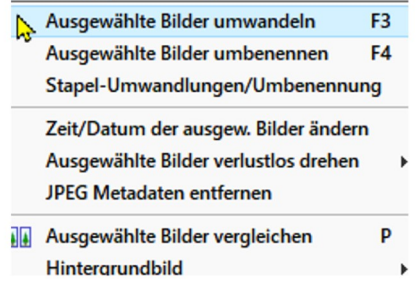 Ausgewählte Bilder umwandeln F3
Ausgewählte Bilder umbenennen F4
Stapel-Umwandlungen/Umbenennung
Zeit/Datum der ausgew. Bilder ändern
Ausgewählte Bilder verlustlos drehen
JPEG Metadaten entfernen
Ausgewählte Bilder vergleichen P
Hintergrundbild